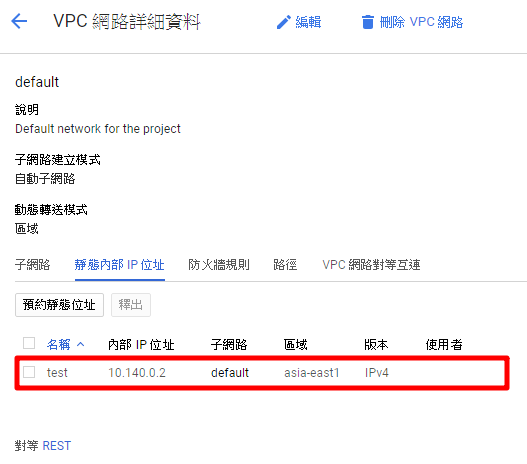 VPC 網路詳細資料 編輯 刪除 VPC 網路
default
說明
Default network for the project
子網路建立模式
自動子網路
動態轉送模式
區域
子網路 靜態內部 IP 位址 防火牆規則 路徑 VPC 網路對等互連
預約靜態位址 釋出
名稱 內部 IP 位址 子網路 區域 版本 使用者
test 10.140.0.2 default asia-east1 IPv4
對等 REST